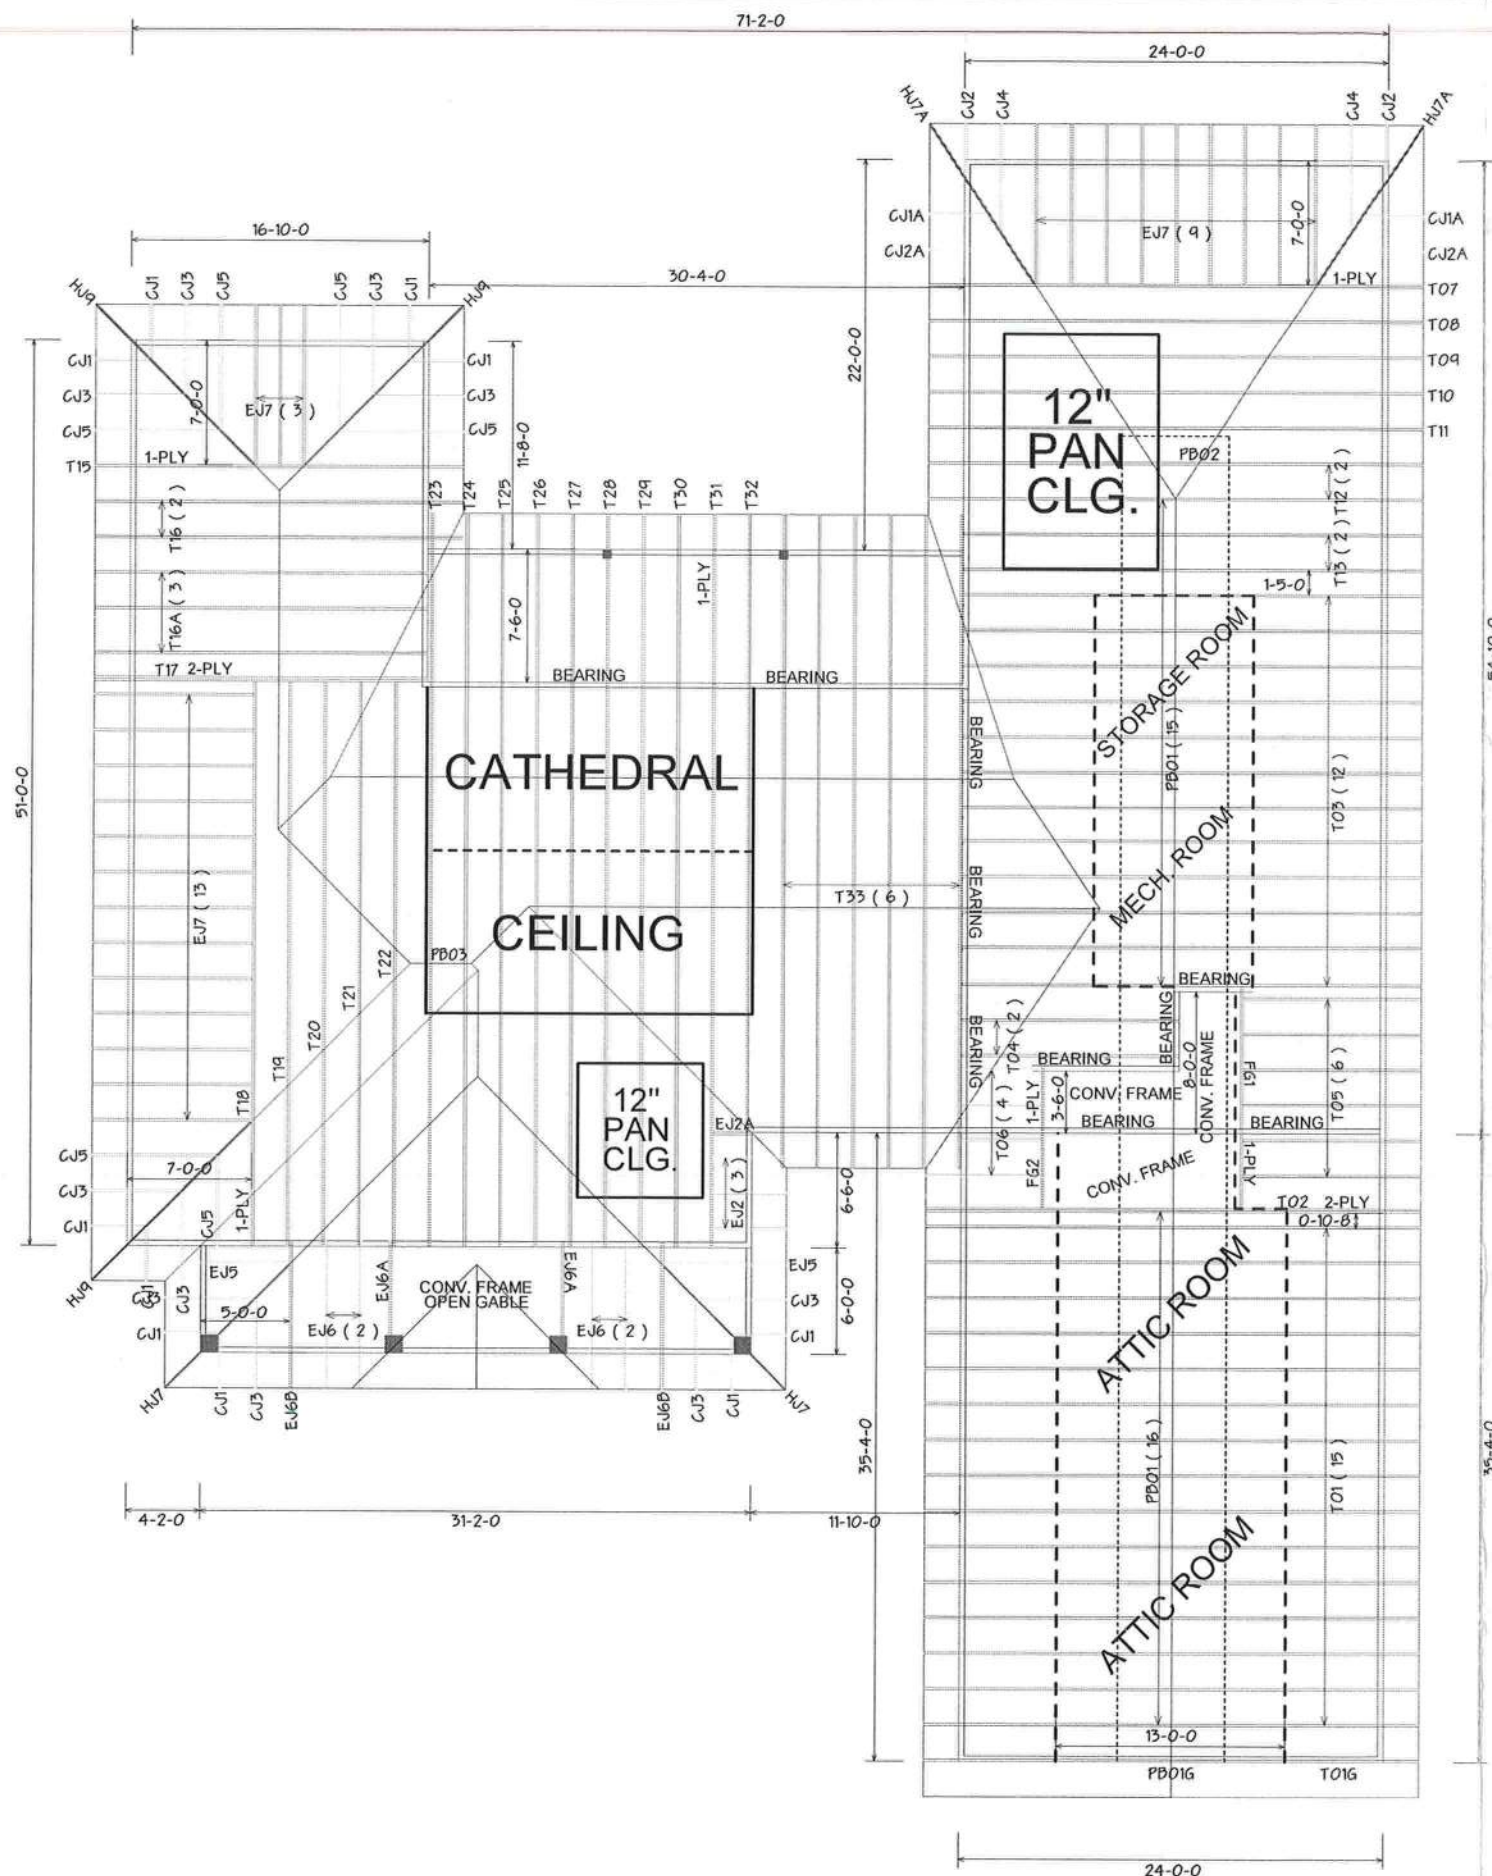 71-2-0
24-0-0
HJ7A
CJ2
CJ4
CJ4
CJ2
HJ7A
CJ1A
CJ2A
EJ7 ( 9 )
7-0-0
CJ1A
CJ2A
1-PLY
T07
T08
T09
T10
T11
16-10-0
30-4-0
22-0-0
HJ9
CJ1
CJ3
CJ5
CJ5
CJ3
CJ1
HJ9
CJ1
CJ3
CJ5
T15
1-PLY
7-0-0
EJ7 ( 3 )
CJ1
CJ3
CJ5
11-8-0
12"
PAN
CLG.
PB02
T12 ( 2 )
T13 ( 2 )
1-5-0
T23
T24
T25
T26
T27
T28
T29
T30
T31
T32
T16 ( 2 )
T16A ( 3 )
T17 2-PLY
1-PLY
7-6-0
BEARING
BEARING
51-0-0
CATHEDRAL
CEILING
BEARING
BEARING
BEARING
STORAGE ROOM
PB01 ( 15 )
MECH. ROOM
T03 ( 12 )
T33 ( 6 )
EJ7 ( 13 )
PB03
T22
T21
T20
T19
T18
BEARING
BEARING
8-0-0
CONV. FRAME
T04 ( 2 )
BEARING
T06 ( 4 )
1-PLY
3-6-0
CONV. FRAME
BEARING
FG1
T05 ( 6 )
BEARING
FG2
CONV. FRAME
1-PLY
T02 2-PLY
0-10-8
12"
PAN
CLG.
EJ2A
EJ2 ( 3 )
6-6-0
CJ5
CJ3
CJ1
7-0-0
1-PLY
CJ5
HJ9
CJ1
CJ3
CJ3
EJ5
5-0-0
CJ1
EJ6A
EJ6 ( 2 )
CONV. FRAME
OPEN GABLE
EJ6A
EJ6 ( 2 )
EJ5
CJ3
CJ1
6-0-0
HJ7
CJ1
CJ3
EJ6B
EJ6B
CJ3
CJ1
HJ7
ATTIC ROOM
PB01 ( 16 )
T01 ( 15 )
35-4-0
35-4-0
4-2-0
31-2-0
11-10-0
ATTIC ROOM
13-0-0
PB01G
T01G
24-0-0